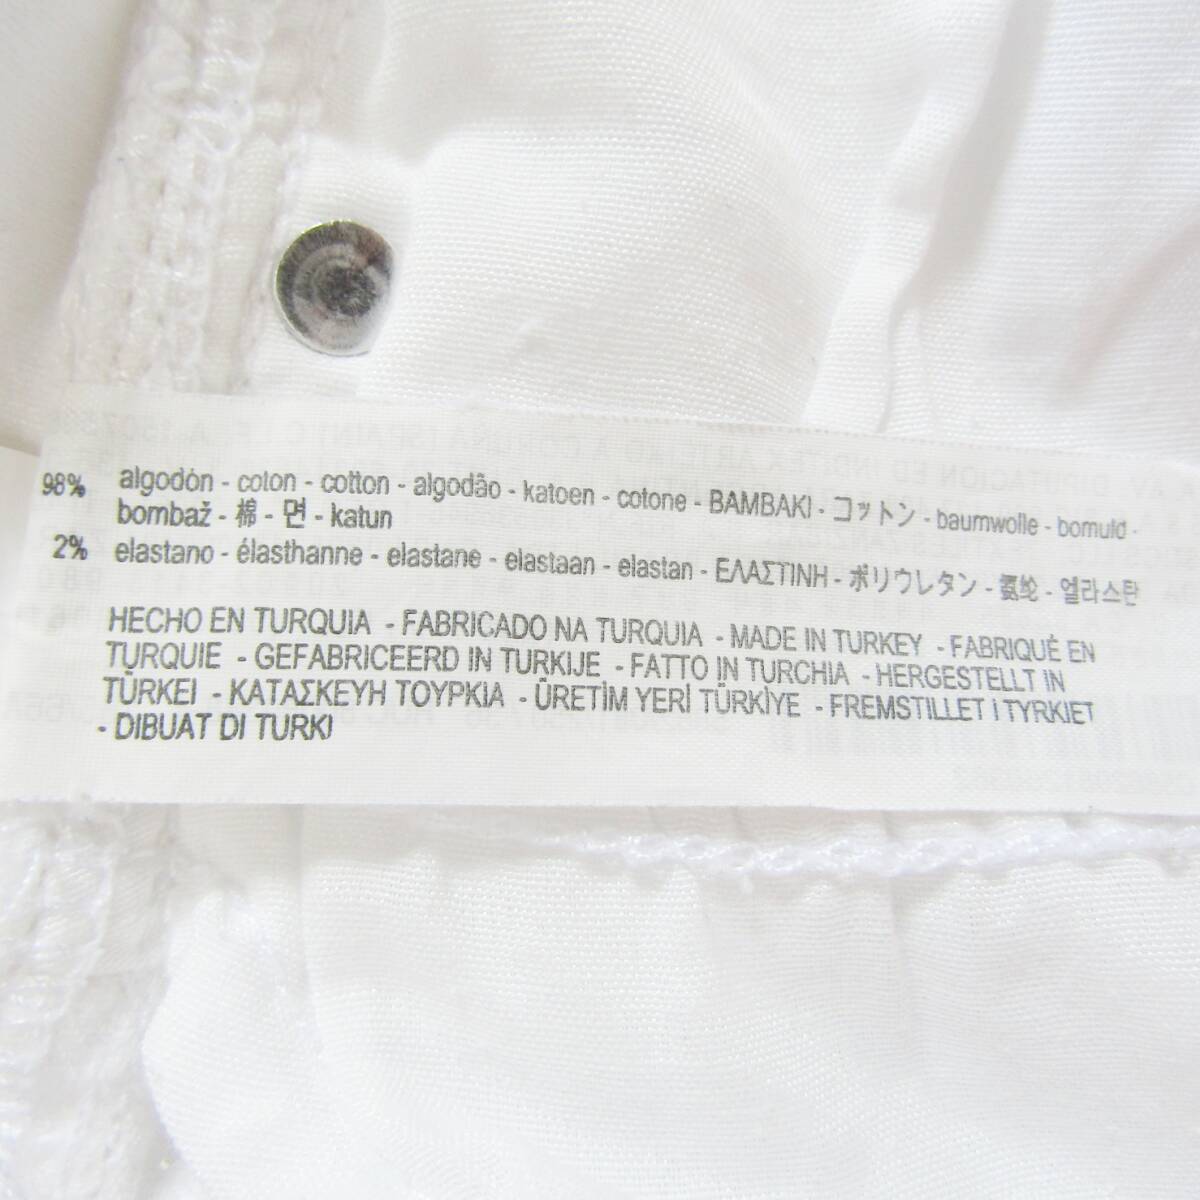 98% algodón - coton - cotton - algodão - katoen - cotone - BAMBAKI - コットン - baumwolle - bomuld -
bombaž - 棉 - 면 - katun
2% elastano - élasthanne - elastane - elastaan - elastan - ΕΛΑΣΤΙΝΗ - ポリウレタン - 氨纶 - 엘라스탄
HECHO EN TURQUIA - FABRICADO NA TURQUIA - MADE IN TURKEY - FABRIQUÉ EN
TURQUIE - GEFABRICEERD IN TURKIJE - FATTO IN TURCHIA - HERGESTELLT IN
TÜRKEI - ΚΑΤΑΣΚΕΥΗ ΤΟΥΡΚΙΑ - ÜRETİM YERİ TÜRKİYE - FREMSTILLET I TYRKIET
- DIBUAT DI TURKI